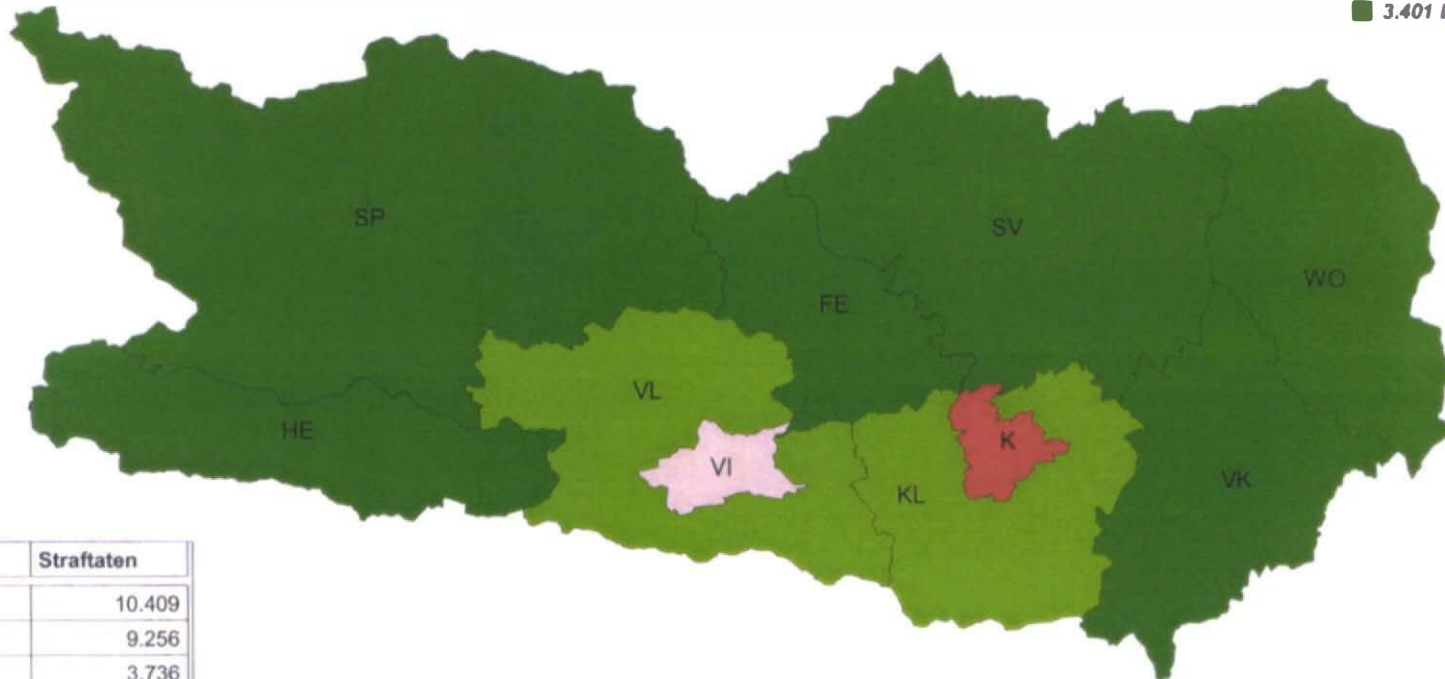 3.401
SP
SV
WO
FE
VL
HE
K
VI
KL
VK
Straftaten
10.409
9.256
3.736